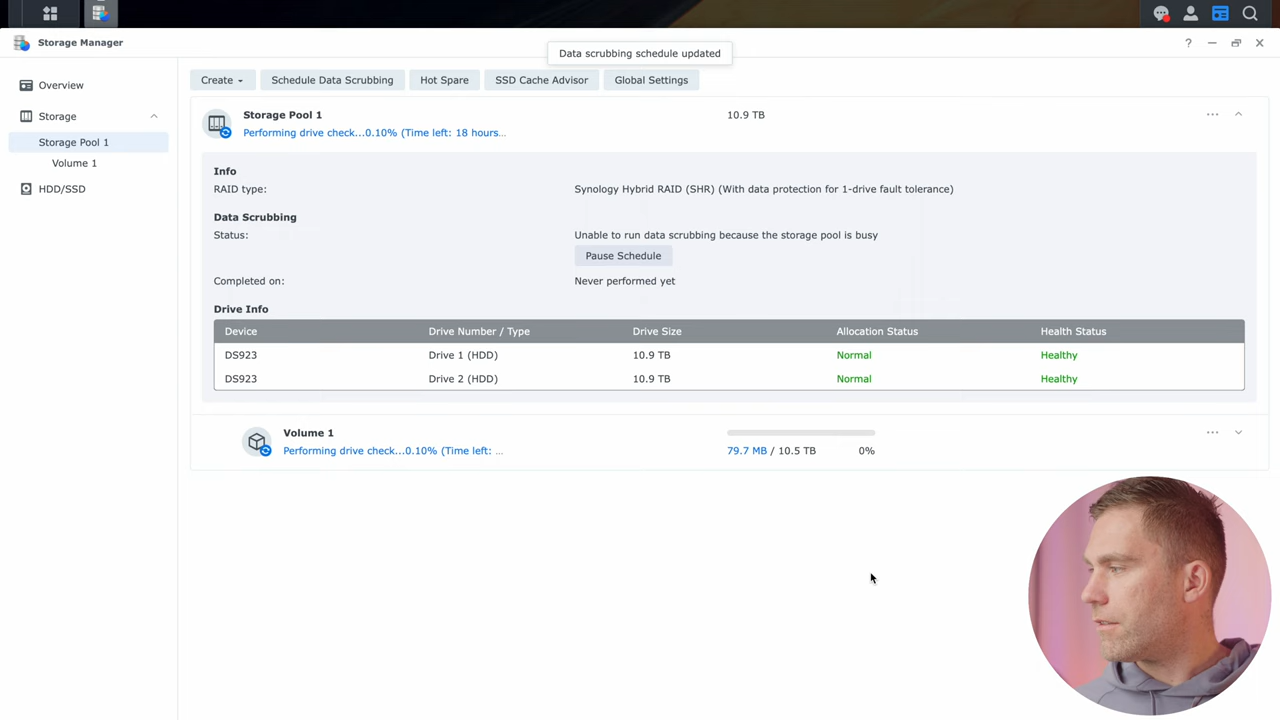 Storage Manager
Data scrubbing schedule updated
?
Overview
Storage
Storage Pool 1
Volume 1
HDD/SSD
Create
Schedule Data Scrubbing
Hot Spare
SSD Cache Advisor
Global Settings
Storage Pool 1
10.9 TB
Performing drive check...0.10% (Time left: 18 hours...
Info
RAID type: Synology Hybrid RAID (SHR) (With data protection for 1-drive fault tolerance)
Data Scrubbing
Status: Unable to run data scrubbing because the storage pool is busy
Pause Schedule
Completed on: Never performed yet
Drive Info
Device Drive Number / Type Drive Size Allocation Status Health Status
DS923 Drive 1 (HDD) 10.9 TB Normal Healthy
DS923 Drive 2 (HDD) 10.9 TB Normal Healthy
Volume 1
Performing drive check...0.10% (Time left: ...
79.7 MB / 10.5 TB 0%